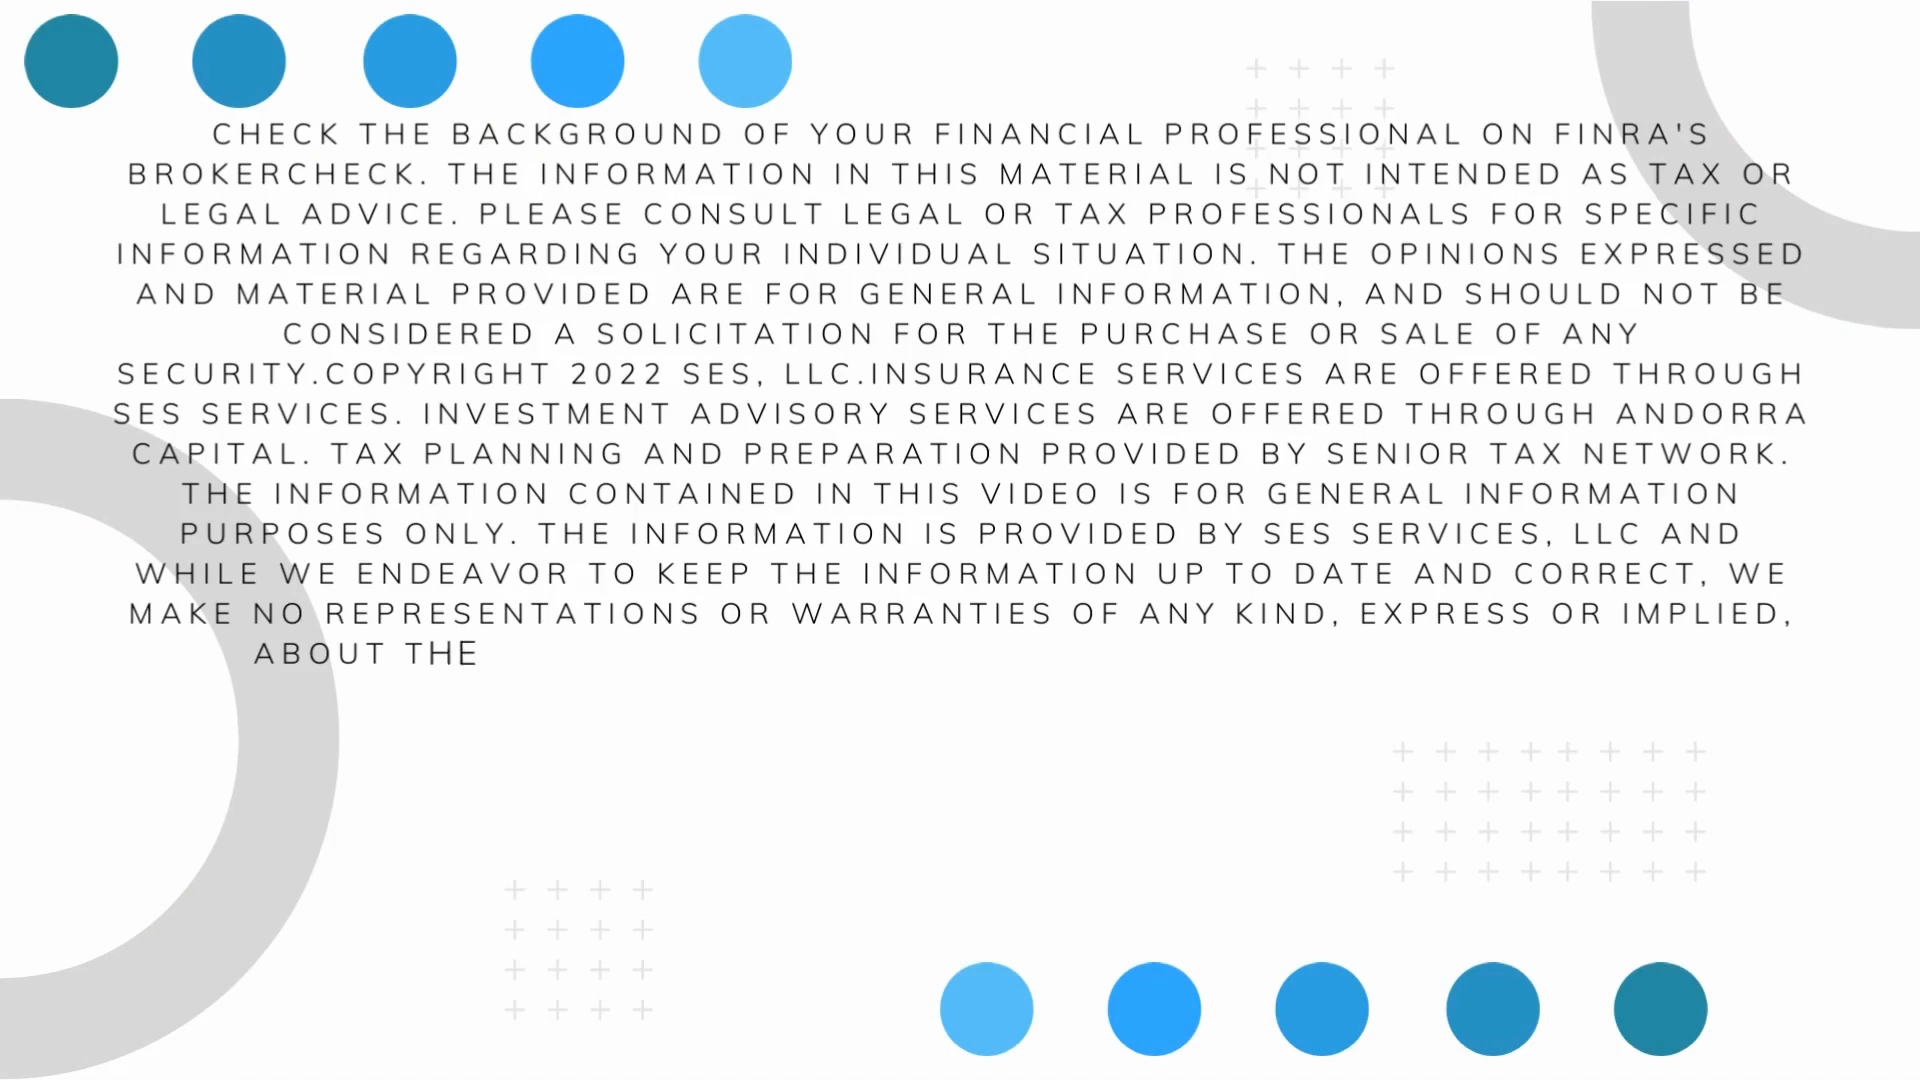 CHECK THE BACKGROUND OF YOUR FINANCIAL PROFESSIONAL ON FINRA'S
BROKERCHECK. THE INFORMATION IN THIS MATERIAL IS NOT INTENDED AS TAX OR
LEGAL ADVICE. PLEASE CONSULT LEGAL OR TAX PROFESSIONALS FOR SPECIFIC
INFORMATION REGARDING YOUR INDIVIDUAL SITUATION. THE OPINIONS EXPRESSED
AND MATERIAL PROVIDED ARE FOR GENERAL INFORMATION, AND SHOULD NOT BE
CONSIDERED A SOLICITATION FOR THE PURCHASE OR SALE OF ANY
SECURITY.COPYRIGHT 2022 SES, LLC.INSURANCE SERVICES ARE OFFERED THROUGH
SES SERVICES. INVESTMENT ADVISORY SERVICES ARE OFFERED THROUGH ANDORRA
CAPITAL. TAX PLANNING AND PREPARATION PROVIDED BY SENIOR TAX NETWORK.
THE INFORMATION CONTAINED IN THIS VIDEO IS FOR GENERAL INFORMATION
PURPOSES ONLY. THE INFORMATION IS PROVIDED BY SES SERVICES, LLC AND
WHILE WE ENDEAVOR TO KEEP THE INFORMATION UP TO DATE AND CORRECT, WE
MAKE NO REPRESENTATIONS OR WARRANTIES OF ANY KIND, EXPRESS OR IMPLIED,
ABOUT THE